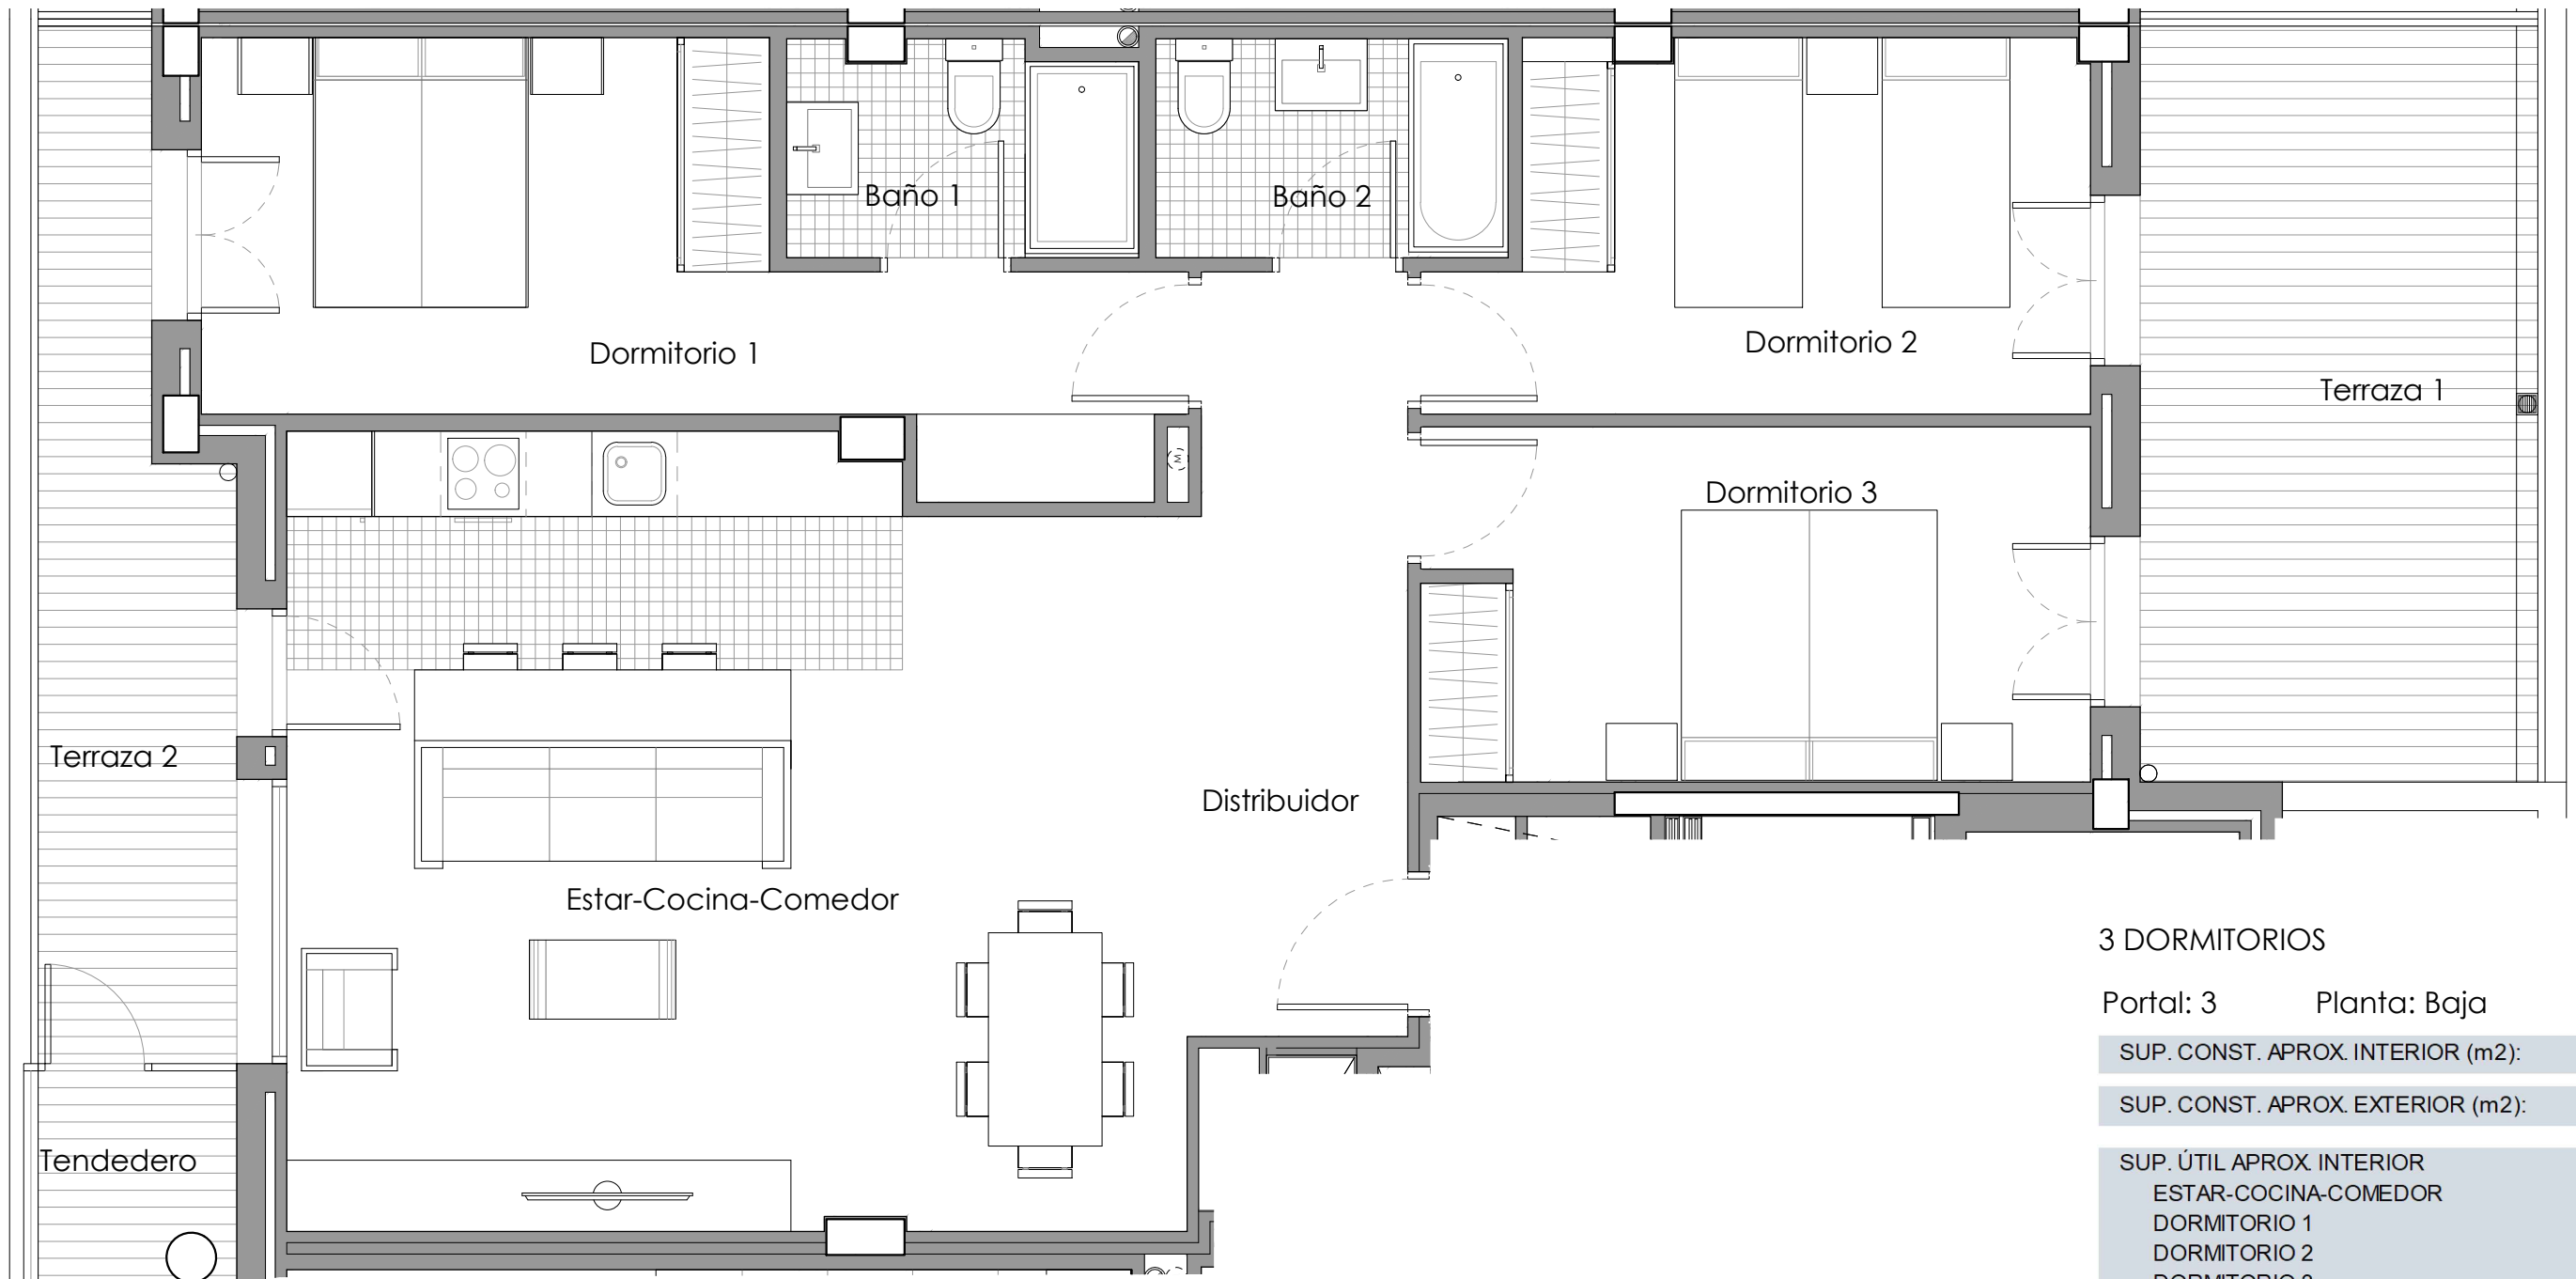 Baño 1
Baño 2
Dormitorio 1
Dormitorio 2
Terraza 1
M
Dormitorio 3
Terraza 2
Distribuidor
Estar-Cocina-Comedor
Tendedero
3 DORMITORIOS
Portal: 3 Planta: Baja
SUP. CONST. APROX. INTERIOR (m2):
SUP. CONST. APROX. EXTERIOR (m2):
SUP. ÚTIL APROX. INTERIOR
ESTAR-COCINA-COMEDOR
DORMITORIO 1
DORMITORIO 2